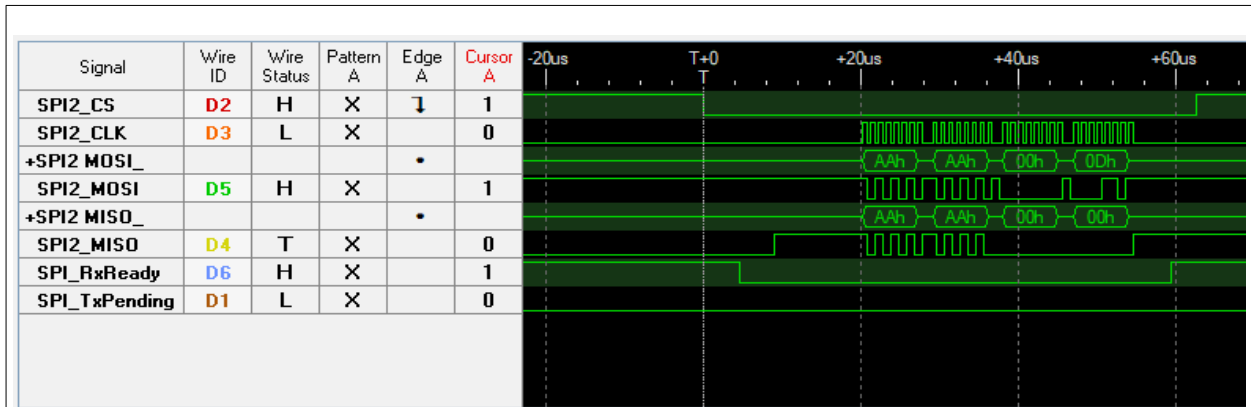 Signal Wire ID Wire Status Pattern A Edge A Cursor A -20us T+0 +20us +40us +60us
T
SPI2_CS D2 H X 1
SPI2_CLK D3 L X 0
+SPI2 MOSI_ • AAh AAh 00h 0Dh
SPI2_MOSI D5 H X 1
+SPI2 MISO_ • AAh AAh 00h 00h
SPI2_MISO D4 T X 0
SPI_RxReady D6 H X 1
SPI_TxPending D1 L X 0